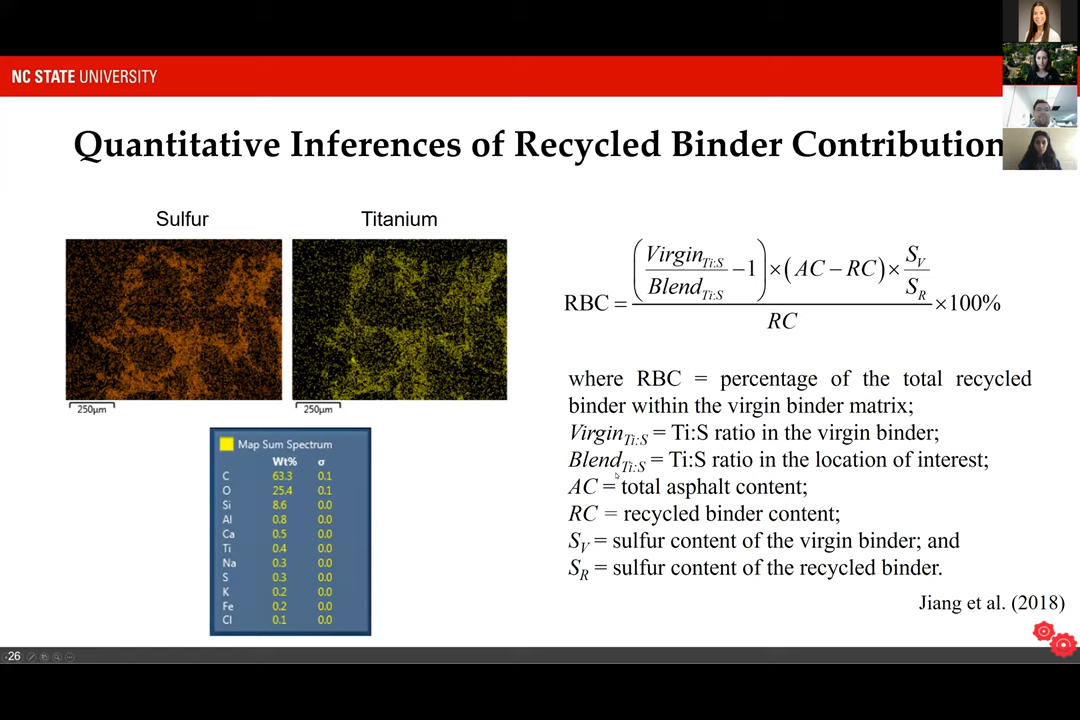 NC STATE UNIVERSITY
Quantitative Inferences of Recycled Binder Contribution
Sulfur
Titanium
250μm
250μm
Map Sum Spectrum
Wt% σ
C 63.3 0.1
O 25.4 0.1
Si 8.6 0.0
Al 0.8 0.0
Ca 0.5 0.0
Ti 0.4 0.0
Na 0.3 0.0
S 0.3 0.0
K 0.2 0.0
Fe 0.2 0.0
Cl 0.1 0.0
RBC = ((Virgin_Ti:S / Blend_Ti:S − 1) × (AC − RC) × S_V / S_R) / RC × 100%
where RBC = percentage of the total recycled
binder within the virgin binder matrix;
Virgin_Ti:S = Ti:S ratio in the virgin binder;
Blend_Ti:S = Ti:S ratio in the location of interest;
AC = total asphalt content;
RC = recycled binder content;
S_V = sulfur content of the virgin binder; and
S_R = sulfur content of the recycled binder.
Jiang et al. (2018)
26